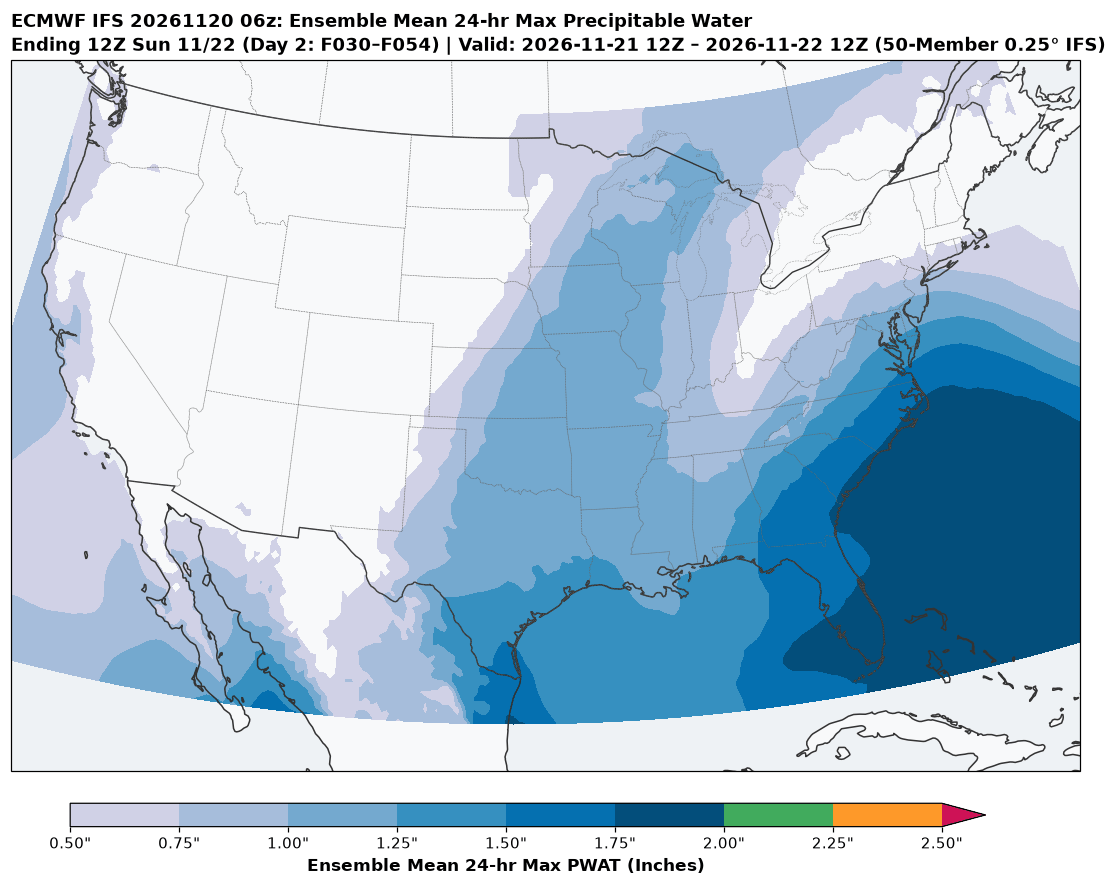 ECMWF IFS 20261120 06z: Ensemble Mean 24-hr Max Precipitable Water
Ending 12Z Sun 11/22 (Day 2: F030–F054) | Valid: 2026-11-21 12Z – 2026-11-22 12Z (50-Member 0.25° IFS)
0.50" 0.75" 1.00" 1.25" 1.50" 1.75" 2.00" 2.25" 2.50"
Ensemble Mean 24-hr Max PWAT (Inches)